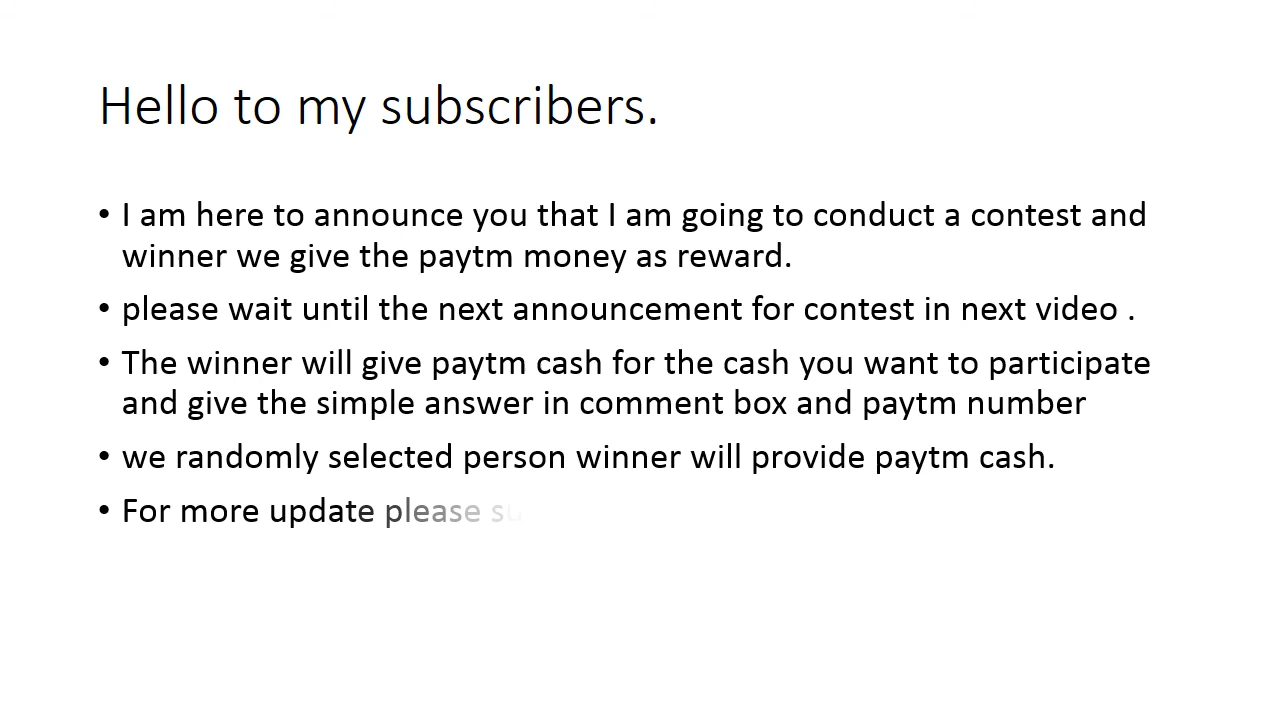 Hello to my subscribers.
• I am here to announce you that I am going to conduct a contest and
winner we give the paytm money as reward.
• please wait until the next announcement for contest in next video .
• The winner will give paytm cash for the cash you want to participate
and give the simple answer in comment box and paytm number
• we randomly selected person winner will provide paytm cash.
• For more update please su